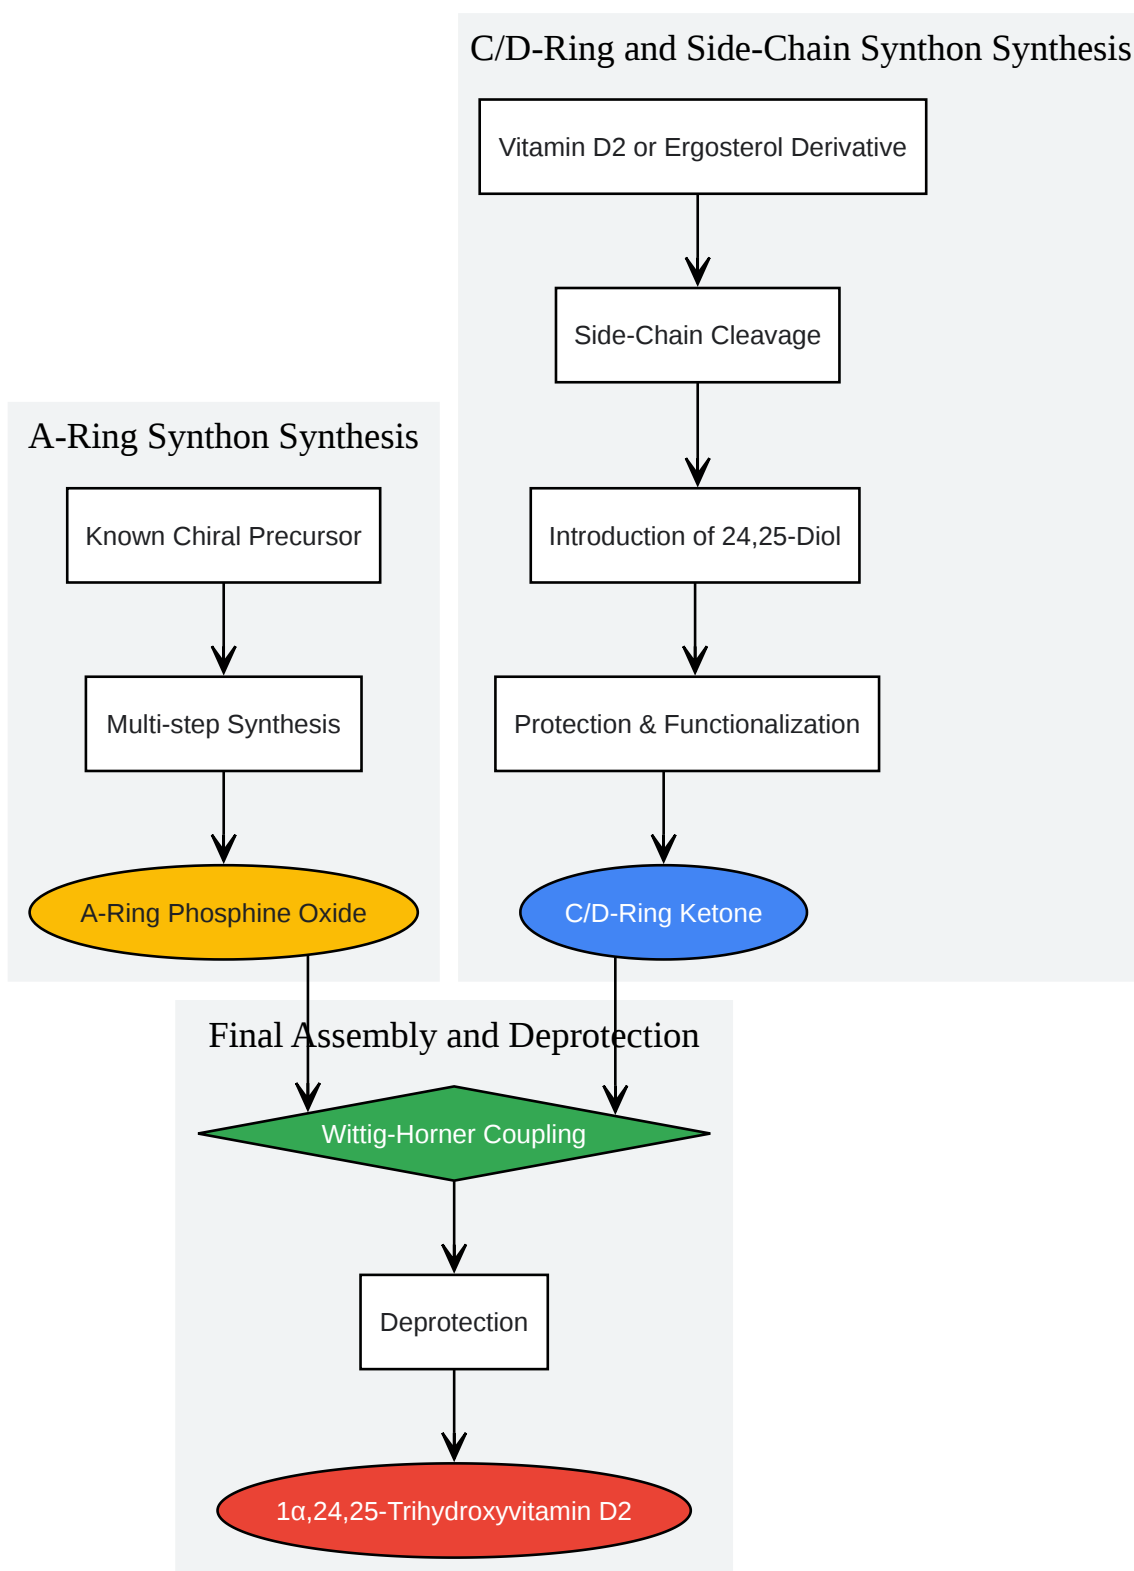 C/D-Ring and Side-Chain Synthon Synthesis
Vitamin D2 or Ergosterol Derivative
Side-Chain Cleavage
Introduction of 24,25-Diol
Protection & Functionalization
C/D-Ring Ketone
A-Ring Synthon Synthesis
Known Chiral Precursor
Multi-step Synthesis
A-Ring Phosphine Oxide
Final Assembly and Deprotection
Wittig-Horner Coupling
Deprotection
1α,24,25-Trihydroxyvitamin D2